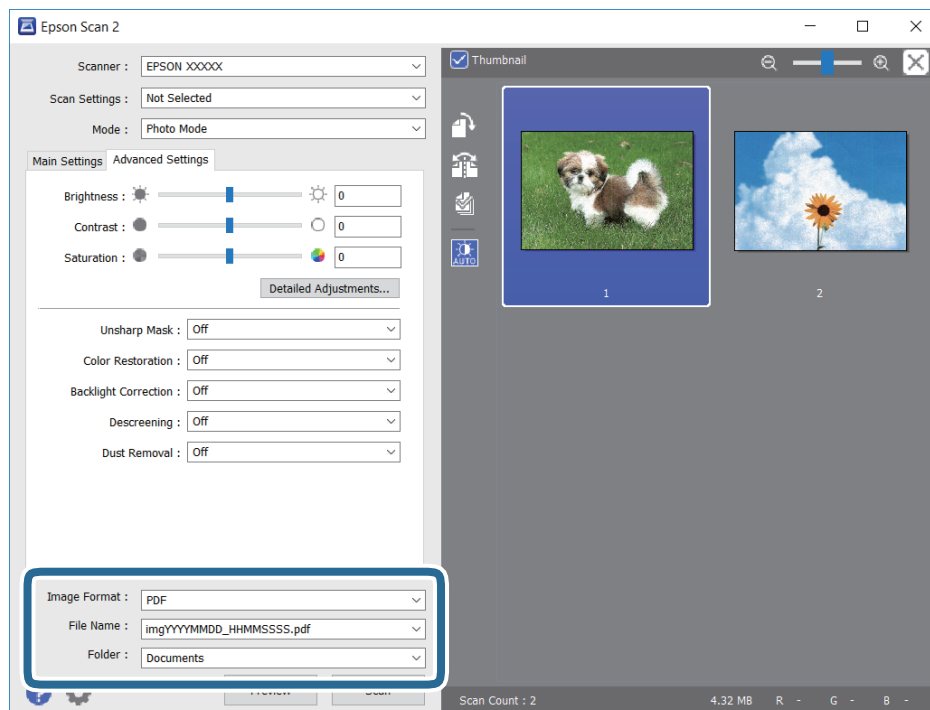 Epson Scan 2
Scanner : EPSON XXXXX
Scan Settings : Not Selected
Mode : Photo Mode
Main Settings Advanced Settings
Brightness : 0
Contrast : 0
Saturation : 0
Detailed Adjustments...
Unsharp Mask : Off
Color Restoration : Off
Backlight Correction : Off
Descreening : Off
Dust Removal : Off
Image Format : PDF
File Name : imgYYYYMMDD_HHMMSSSS.pdf
Folder : Documents
? Preview Scan
Thumbnail
AUTO
1 2
Scan Count : 2 4.32 MB R - G - B -